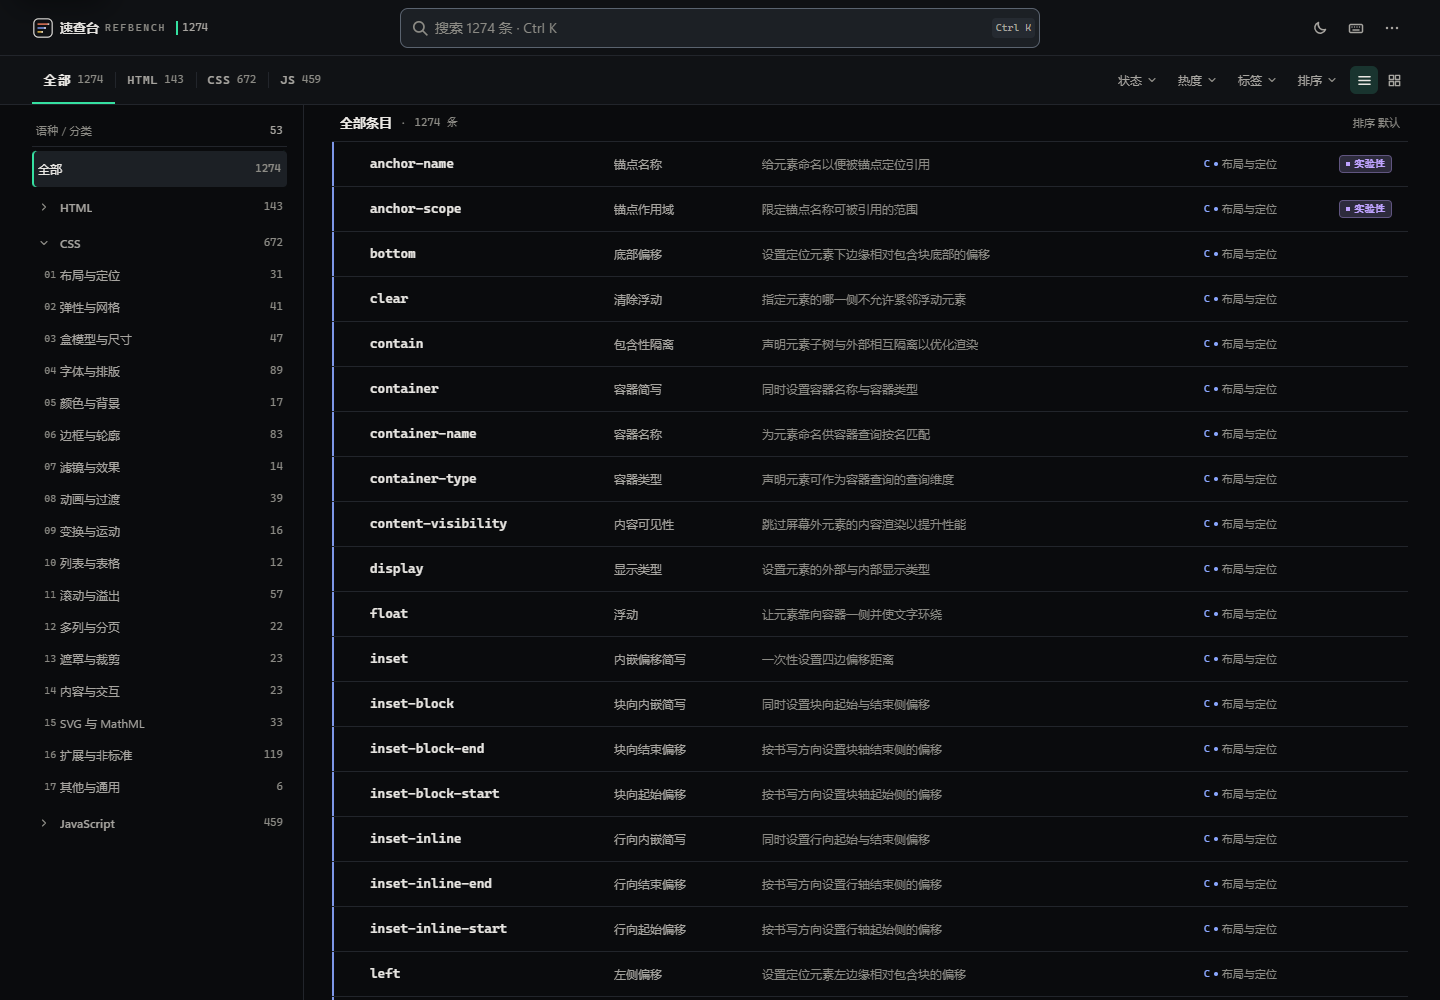 速查台 REFBENCH 1274
搜索 1274 条 · Ctrl K
Ctrl K
全部 1274
HTML 143
CSS 672
JS 459
状态
热度
标签
排序
语种 / 分类 53
全部 1274
HTML 143
CSS 672
01 布局与定位 31
02 弹性与网格 41
03 盒模型与尺寸 47
04 字体与排版 89
05 颜色与背景 17
06 边框与轮廓 83
07 滤镜与效果 14
08 动画与过渡 39
09 变换与运动 16
10 列表与表格 12
11 滚动与溢出 57
12 多列与分页 22
13 遮罩与裁剪 23
14 内容与交互 23
15 SVG 与 MathML 33
16 扩展与非标准 119
17 其他与通用 6
JavaScript 459
全部条目 · 1274 条
排序 默认
anchor-name 锚点名称 给元素命名以便被锚点定位引用 C 布局与定位 实验性
anchor-scope 锚点作用域 限定锚点名称可被引用的范围 C 布局与定位 实验性
bottom 底部偏移 设置定位元素下边缘相对包含块底部的偏移 C 布局与定位
clear 清除浮动 指定元素的哪一侧不允许紧邻浮动元素 C 布局与定位
contain 包含性隔离 声明元素子树与外部相互隔离以优化渲染 C 布局与定位
container 容器简写 同时设置容器名称与容器类型 C 布局与定位
container-name 容器名称 为元素命名供容器查询按名匹配 C 布局与定位
container-type 容器类型 声明元素可作为容器查询的查询维度 C 布局与定位
content-visibility 内容可见性 跳过屏幕外元素的内容渲染以提升性能 C 布局与定位
display 显示类型 设置元素的外部与内部显示类型 C 布局与定位
float 浮动 让元素靠向容器一侧并使文字环绕 C 布局与定位
inset 内嵌偏移简写 一次性设置四边偏移距离 C 布局与定位
inset-block 块向内嵌简写 同时设置块向起始与结束侧偏移 C 布局与定位
inset-block-end 块向结束偏移 按书写方向设置块轴结束侧的偏移 C 布局与定位
inset-block-start 块向起始偏移 按书写方向设置块轴起始侧的偏移 C 布局与定位
inset-inline 行向内嵌简写 同时设置行向起始与结束侧偏移 C 布局与定位
inset-inline-end 行向结束偏移 按书写方向设置行轴结束侧的偏移 C 布局与定位
inset-inline-start 行向起始偏移 按书写方向设置行轴起始侧的偏移 C 布局与定位
left 左侧偏移 设置定位元素左边缘相对包含块的偏移 C 布局与定位